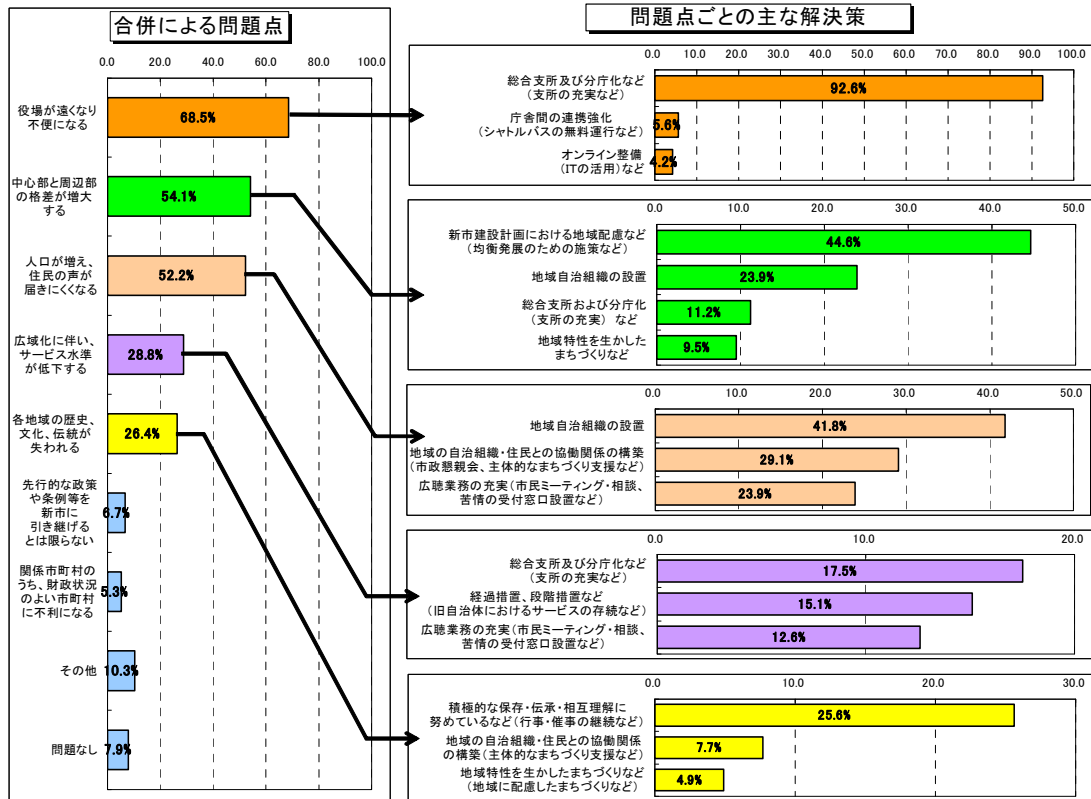 合併による問題点
0.0 20.0 40.0 60.0 80.0 100.0
役場が遠くなり
不便になる
68.5%
中心部と周辺部
の格差が増大
する
54.1%
人口が増え、
住民の声が
届きにくくなる
52.2%
広域化に伴い、
サービス水準
が低下する
28.8%
各地域の歴史、
文化、伝統が
失われる
26.4%
先行的な政策
や条例等を
新市に
引き継げる
とは限らない
6.7%
関係市町村の
うち、財政状況
のよい市町村
に不利になる
5.3%
その他
10.3%
問題なし
7.9%
問題点ごとの主な解決策
0.0 10.0 20.0 30.0 40.0 50.0 60.0 70.0 80.0 90.0 100.0
総合支所及び分庁化など
(支所の充実など)
92.6%
庁舎間の連携強化
(シャトルバスの無料運行など)
5.6%
オンライン整備
(ITの活用)など
4.2%
0.0 10.0 20.0 30.0 40.0 50.0
新市建設計画における地域配慮など
(均衡発展のための施策など)
44.6%
地域自治組織の設置
23.9%
総合支所および分庁化
(支所の充実) など
11.2%
地域特性を生かした
まちづくりなど
9.5%
0.0 10.0 20.0 30.0 40.0 50.0
地域自治組織の設置
41.8%
地域の自治組織・住民との協働関係の構築
(市政懇親会、主体的なまちづくり支援など)
29.1%
広聴業務の充実(市民ミーティング・相談、
苦情の受付窓口設置など)
23.9%
0.0 10.0 20.0
総合支所及び分庁化など
(支所の充実など)
17.5%
経過措置、段階措置など
(旧自治体におけるサービスの存続など)
15.1%
広聴業務の充実(市民ミーティング・相談、
苦情の受付窓口設置など)
12.6%
0.0 10.0 20.0 30.0
積極的な保存・伝承・相互理解に
努めているなど(行事・催事の継続など)
25.6%
地域の自治組織・住民との協働関係
の構築(主体的なまちづくり支援など)
7.7%
地域特性を生かしたまちづくりなど
(地域に配慮したまちづくりなど)
4.9%